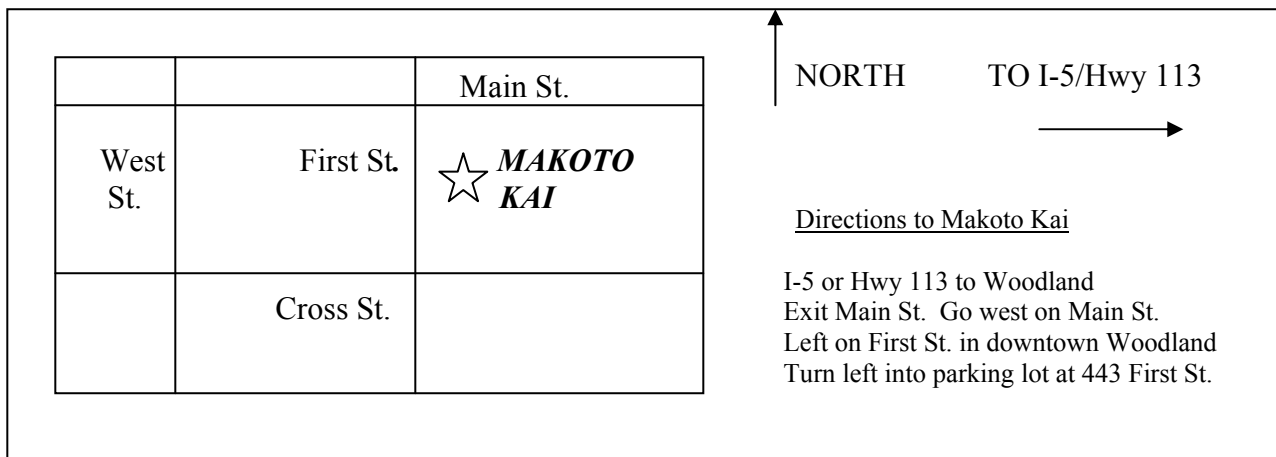 Main St.
West
St.
First St.
MAKOTO
KAI
Cross St.
NORTH
TO I-5/Hwy 113
Directions to Makoto Kai
I-5 or Hwy 113 to Woodland
Exit Main St.  Go west on Main St.
Left on First St. in downtown Woodland
Turn left into parking lot at 443 First St.